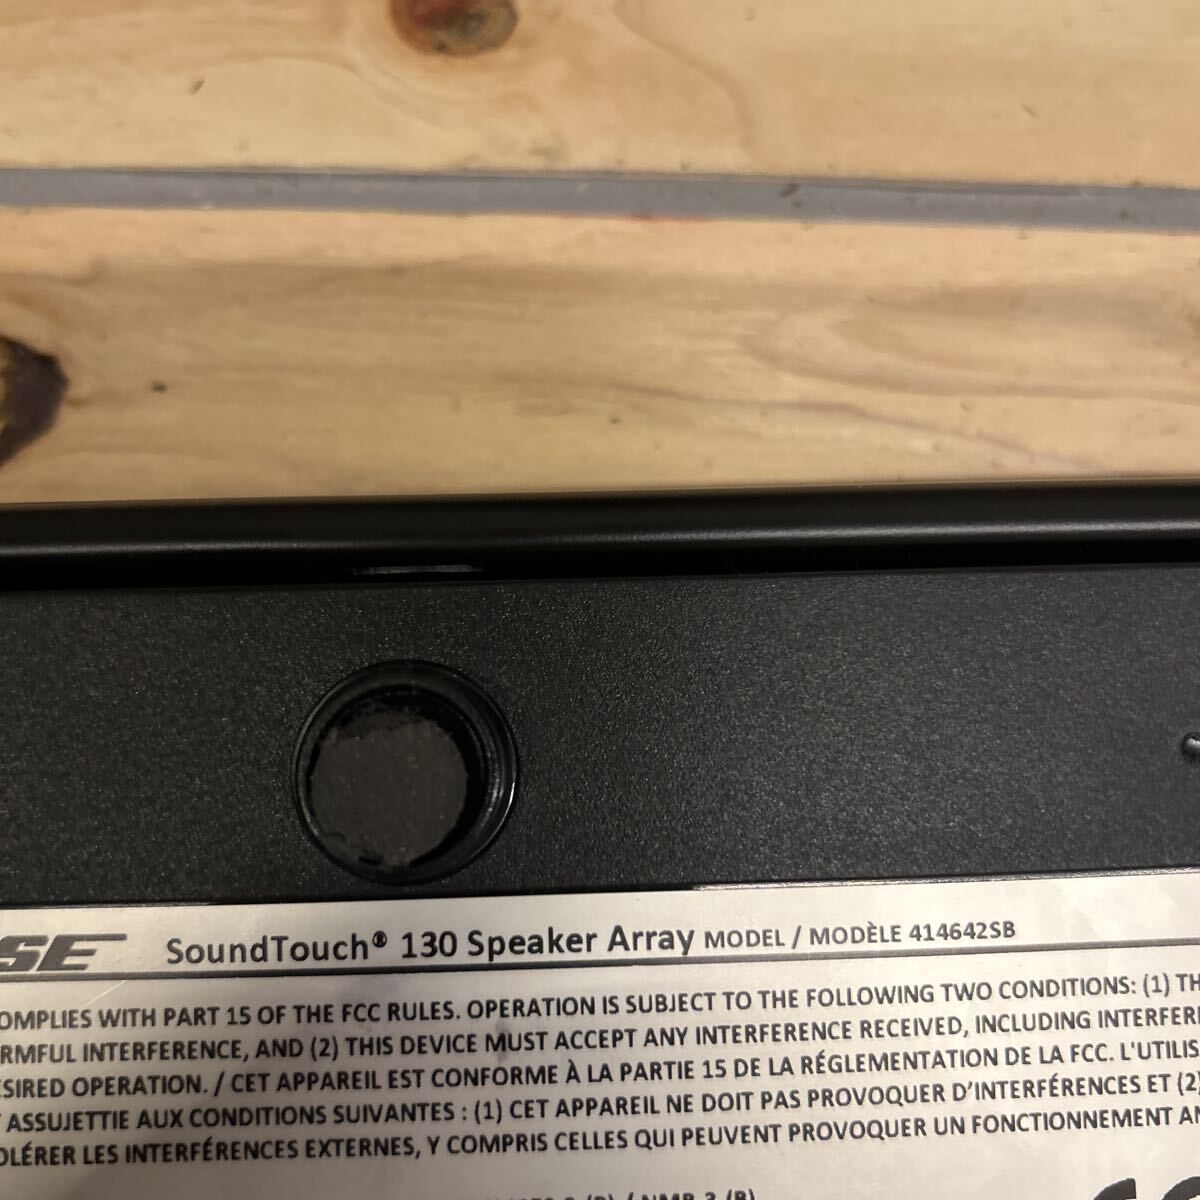 SE SoundTouch® 130 Speaker Array MODEL / MODÈLE 414642SB
OMPLIES WITH PART 15 OF THE FCC RULES. OPERATION IS SUBJECT TO THE FOLLOWING TWO CONDITIONS: (1) TH
RMFUL INTERFERENCE, AND (2) THIS DEVICE MUST ACCEPT ANY INTERFERENCE RECEIVED, INCLUDING INTERFER
ESIRED OPERATION. / CET APPAREIL EST CONFORME À LA PARTIE 15 DE LA RÉGLEMENTATION DE LA FCC. L'UTILIS
T ASSUJETTIE AUX CONDITIONS SUIVANTES : (1) CET APPAREIL NE DOIT PAS PROVOQUER D'INTERFÉRENCES ET (2)
OLÉRER LES INTERFÉRENCES EXTERNES, Y COMPRIS CELLES QUI PEUVENT PROVOQUER UN FONCTIONNEMENT A
(B) / NMB-3 (B)